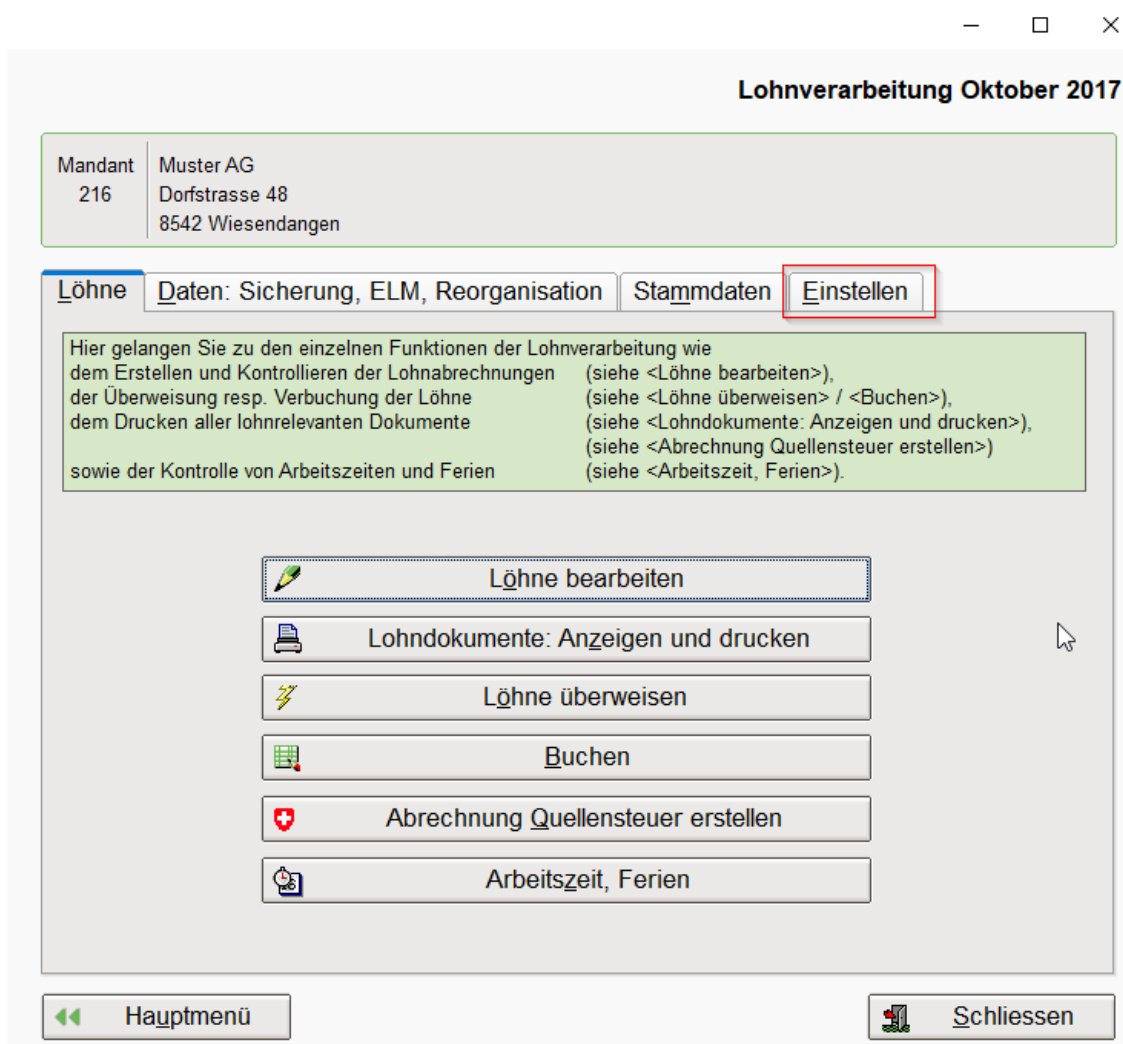 Lohnverarbeitung Oktober 2017
Mandant
216
Muster AG
Dorfstrasse 48
8542 Wiesendangen
Löhne Daten: Sicherung, ELM, Reorganisation Stammdaten Einstellen
Hier gelangen Sie zu den einzelnen Funktionen der Lohnverarbeitung wie
dem Erstellen und Kontrollieren der Lohnabrechnungen (siehe <Löhne bearbeiten>),
der Überweisung resp. Verbuchung der Löhne (siehe <Löhne überweisen> / <Buchen>),
dem Drucken aller lohnrelevanten Dokumente (siehe <Lohndokumente: Anzeigen und drucken>),
(siehe <Abrechnung Quellensteuer erstellen>)
sowie der Kontrolle von Arbeitszeiten und Ferien (siehe <Arbeitszeit, Ferien>).
Löhne bearbeiten
Lohndokumente: Anzeigen und drucken
Löhne überweisen
Buchen
Abrechnung Quellensteuer erstellen
Arbeitszeit, Ferien
Hauptmenü Schliessen